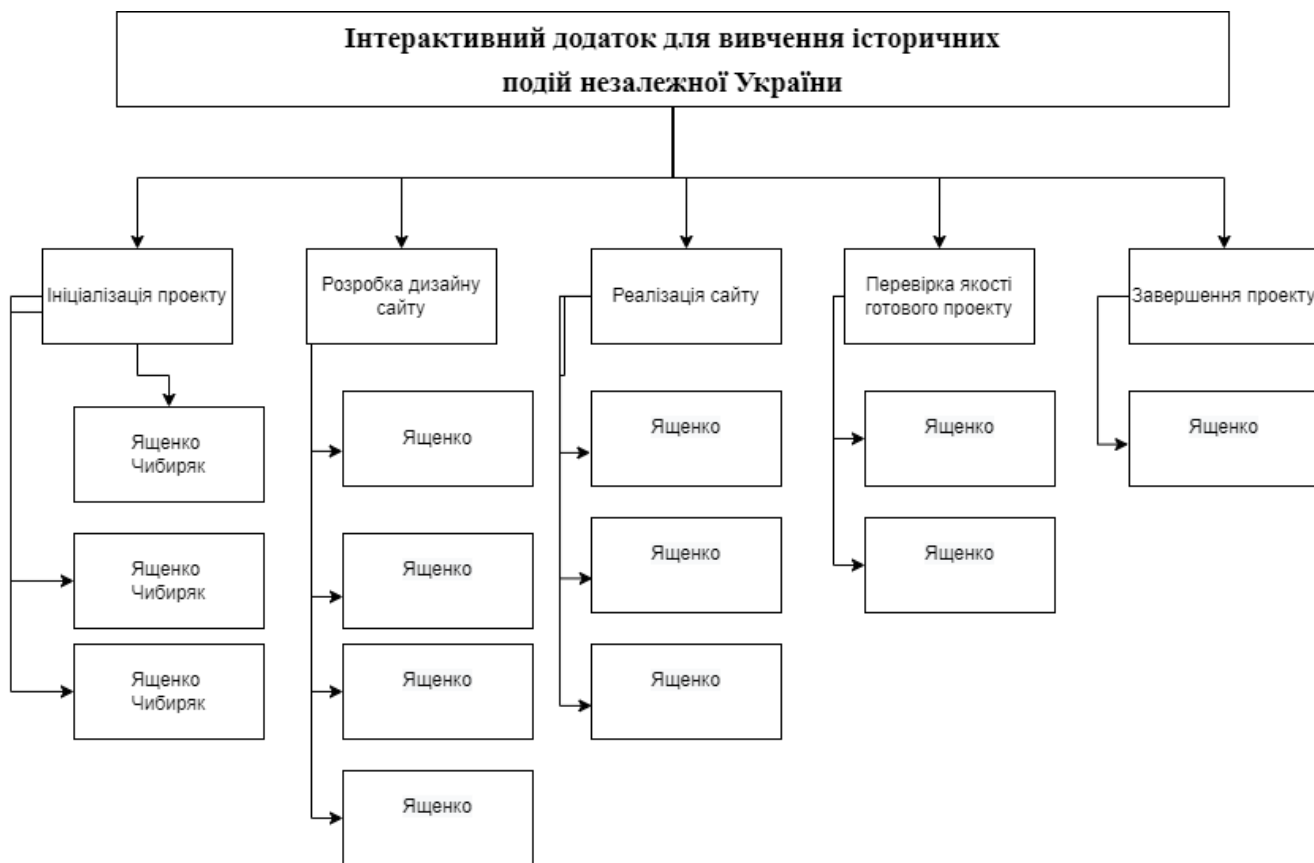 Інтерактивний додаток для вивчення історичних
подій незалежної України
Ініціалізація проекту
Ященко
Чибиряк
Ященко
Чибиряк
Ященко
Чибиряк
Розробка дизайну
сайту
Ященко
Ященко
Ященко
Ященко
Реалізація сайту
Ященко
Ященко
Ященко
Перевірка якості
готового проекту
Ященко
Ященко
Завершення проекту
Ященко